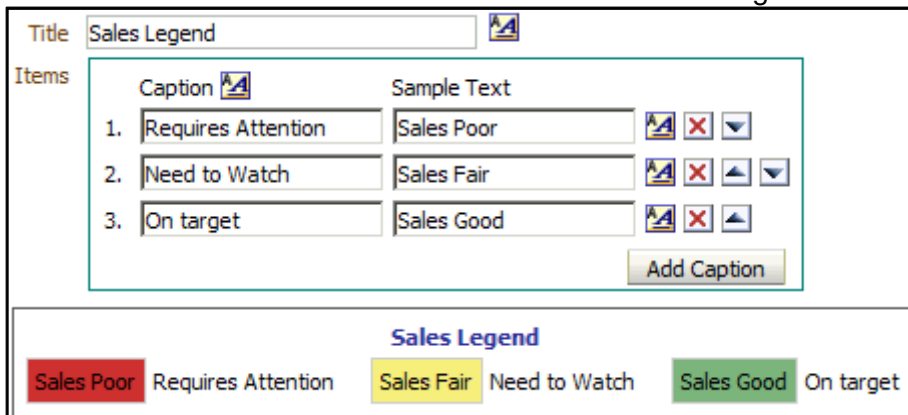 Title Sales Legend
Items
Caption Sample Text
1. Requires Attention Sales Poor
2. Need to Watch Sales Fair
3. On target Sales Good
Add Caption
Sales Legend
Sales Poor Requires Attention Sales Fair Need to Watch Sales Good On target